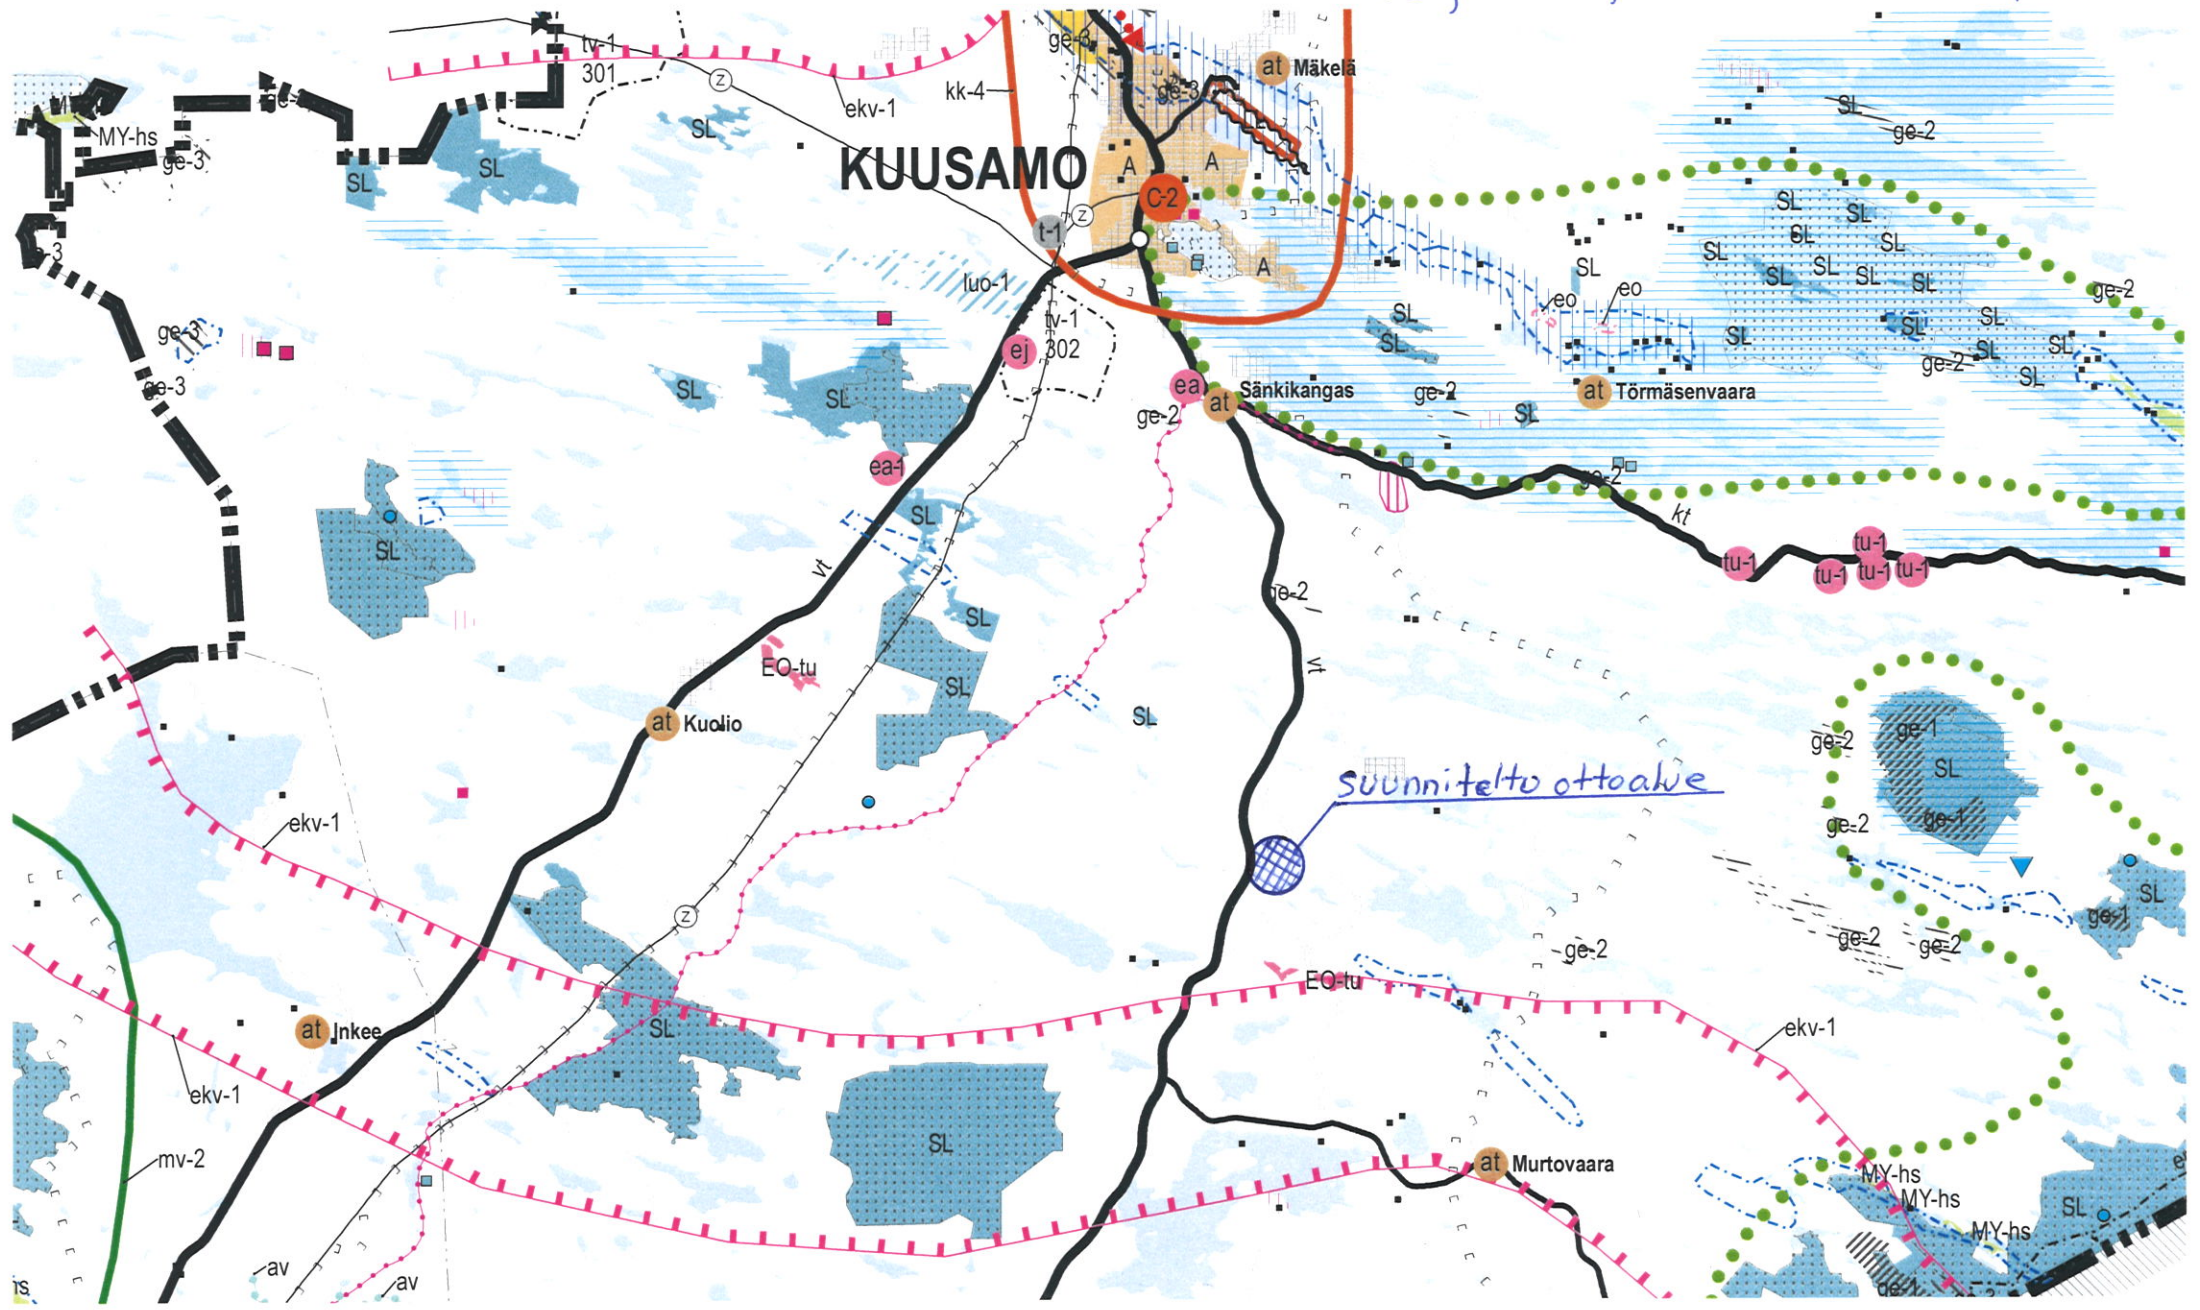 tv-1
301
ge-3
at Mäkelä
ekv-1
kk-4
ge-3
SL
ge-2
MY-hs
ge-3
SL
SL
SL
KUUSAMO
A
A
C-2
z
z
t-1
luo-1
A
SL
SL
SL
SL
SL
SL
SL
SL
SL
SL
SL
eo
eo
ge-2
ge-3
tv-1
302
ej
SL
SL
SL
SL
SL
SL
ge-2
SL
SL
ge-3
SL
SL
ea
at Sänkikangas
ge-2
ge-2
at Törmäsenvaara
SL
ea-1
ge-2
SL
kt
SL
vt
tu-1
tu-1
tu-1
tu-1
tu-1
ge-2
SL
EO-tu
vt
SL
SL
at Kuolio
ge-2
ge-1
SL
suunniteltu ottoalue
ekv-1
ge-2
ge-1
SL
ge-1
z
ge-2
ge-2
ge-2
EO-tu
at Inkee
SL
ekv-1
ekv-1
SL
mv-2
at Murtovaara
MY-hs
MY-hs
SL
MY-hs
av
av
ge-1